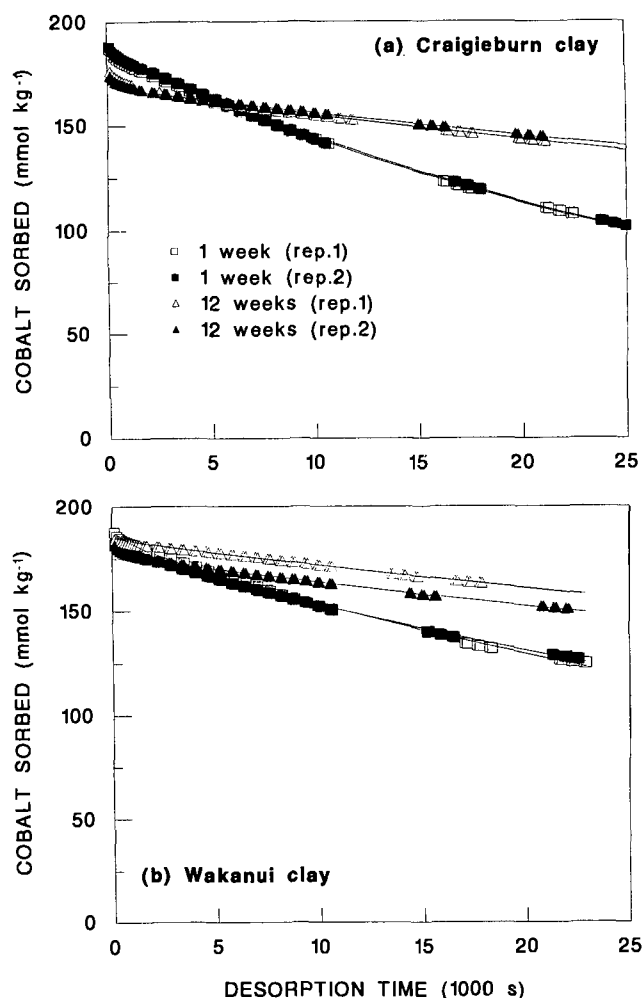 200
(a) Craigieburn clay
150
100
50
0
COBALT SORBED (mmol kg⁻¹)
1 week (rep.1)
1 week (rep.2)
12 weeks (rep.1)
12 weeks (rep.2)
0 5 10 15 20 25
200
150
100
50
0
COBALT SORBED (mmol kg⁻¹)
(b) Wakanui clay
0 5 10 15 20 25
DESORPTION TIME (1000 s)